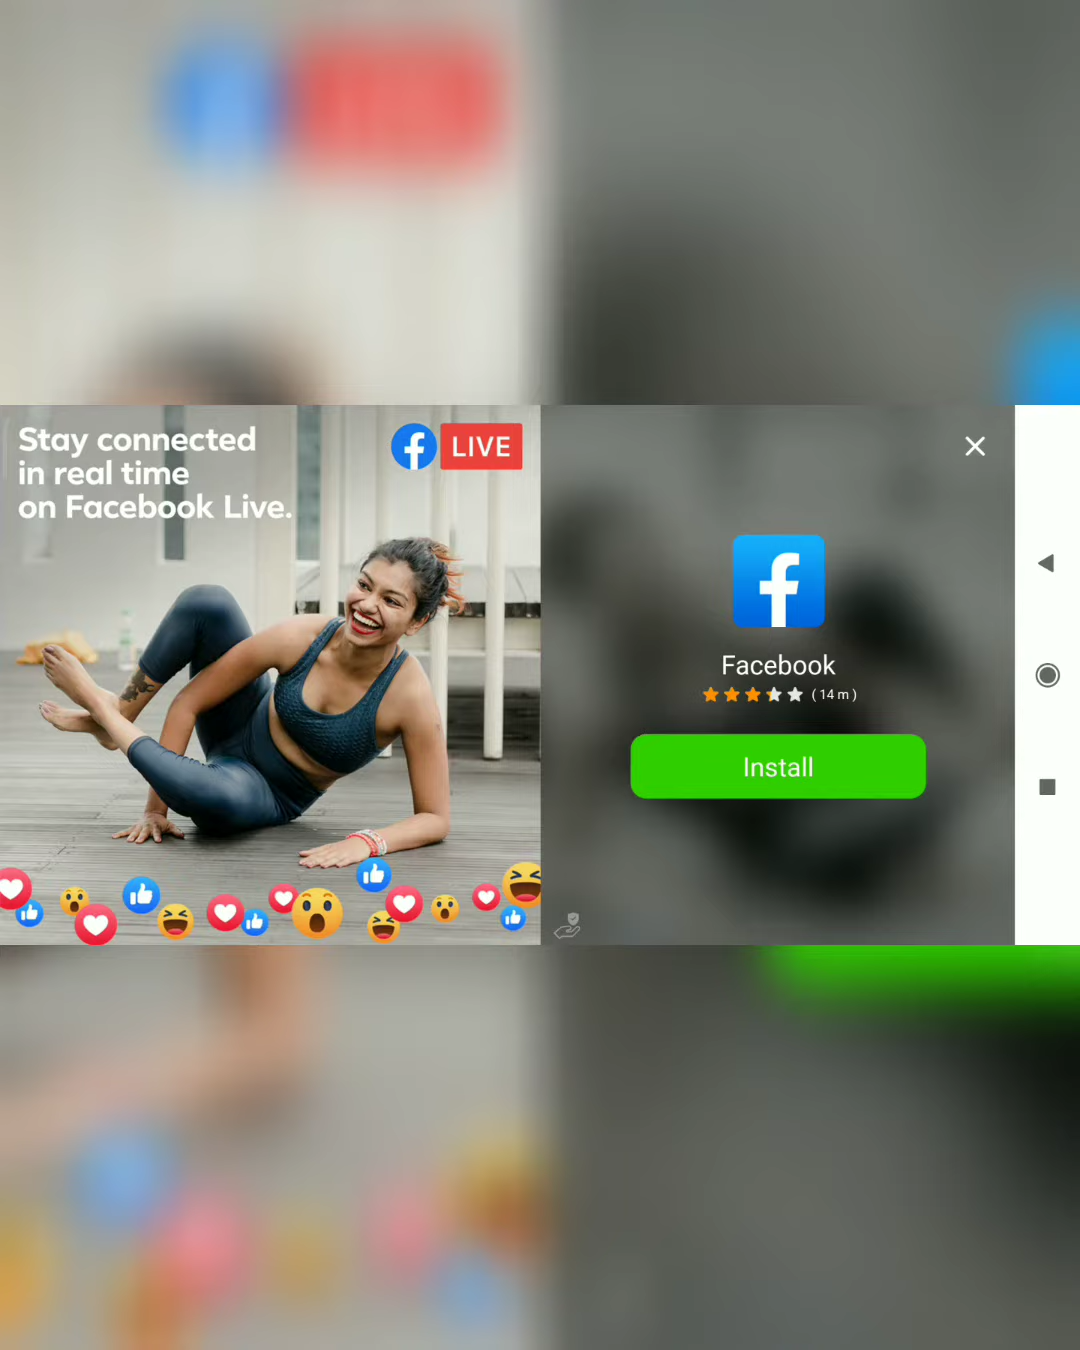 Stay connected
in real time
on Facebook Live.
LIVE
Facebook
( 14 m )
Install